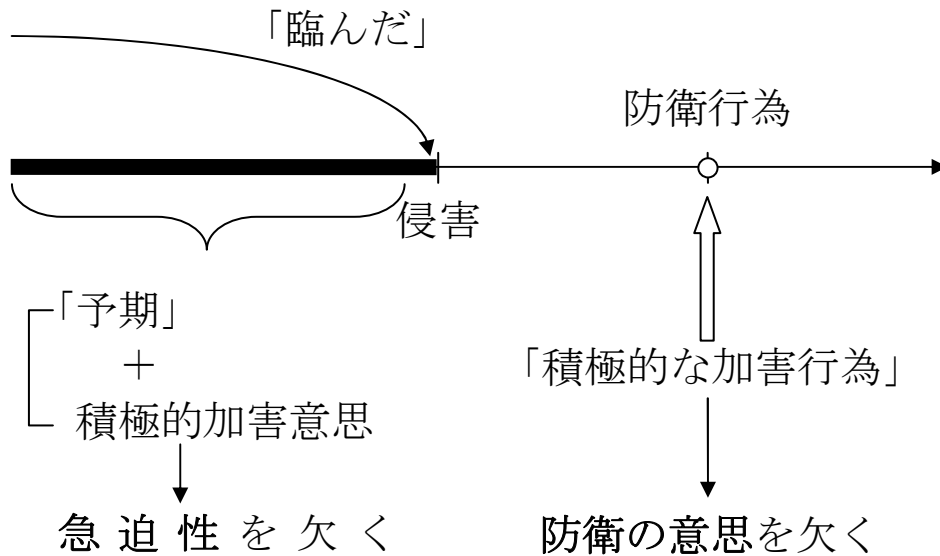 「臨んだ」
防衛行為
侵害
「予期」
＋
積極的加害意思
急迫性を欠く
「積極的な加害行為」
防衛の意思を欠く